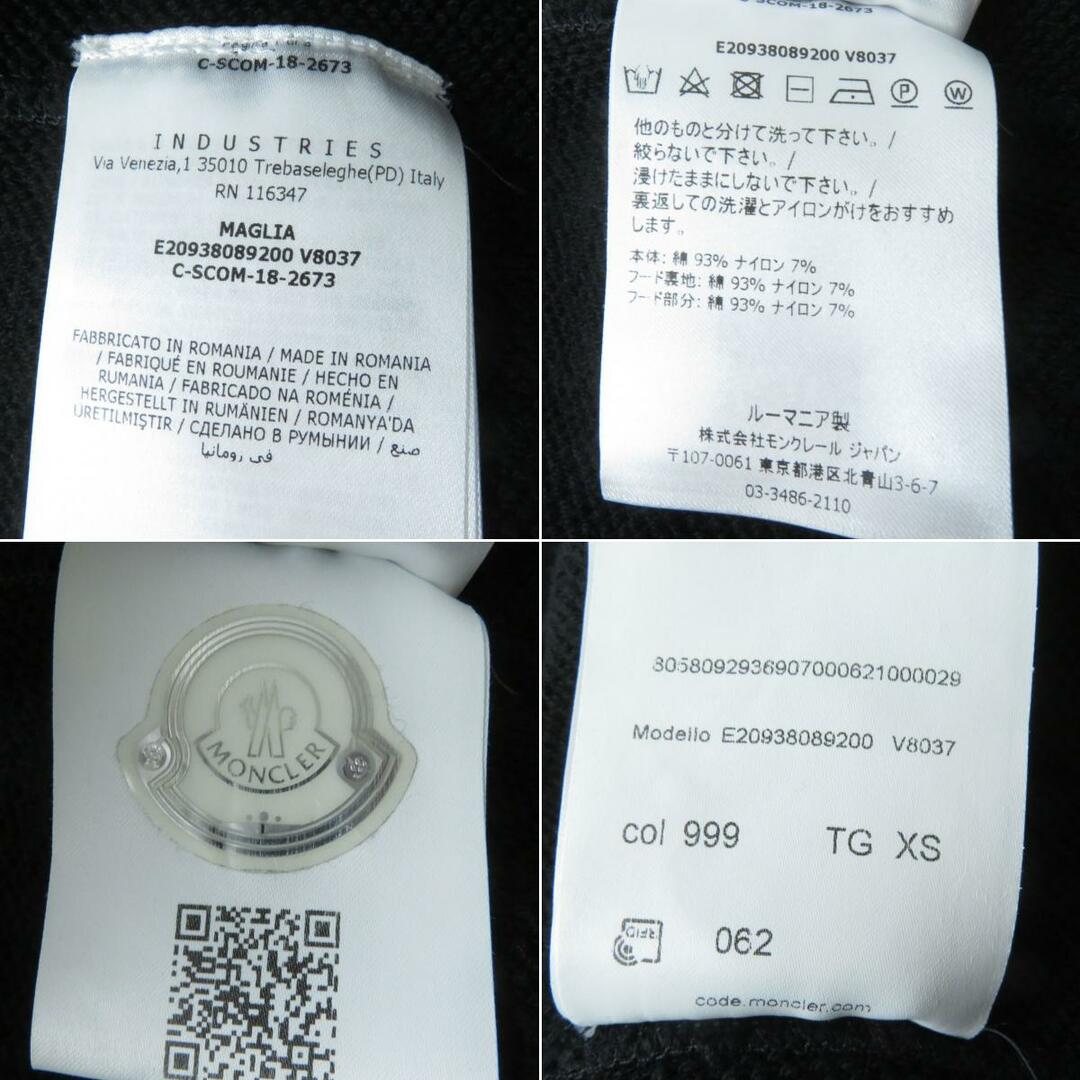 C-SCOM-18-2673
INDUSTRIES
Via Venezia,1 35010 Trebaseleghe(PD) Italy
RN 116347
MAGLIA
E20938089200 V8037
C-SCOM-18-2673
FABBRICATO IN ROMANIA / MADE IN ROMANIA
/ FABRIQUÉ EN ROUMANIE / HECHO EN
RUMANIA / FABRICADO NA ROMÉNIA /
HERGESTELLT IN RUMÄNIEN / ROMANYA'DA
ÜRETILMIŞTIR / СДЕЛАНО В РУМЫНИИ / صنع
في رومانيا
C-SCOM-18-2673
E20938089200 V8037
P
W
他のものと分けて洗って下さい。/
絞らないで下さい。/
浸けたままにしないで下さい。/
裏返しての洗濯とアイロンがけをおすすめ
します。
本体: 綿 93% ナイロン 7%
フード裏地: 綿 93% ナイロン 7%
フード部分: 綿 93% ナイロン 7%
ルーマニア製
株式会社モンクレール ジャパン
〒107-0061 東京都港区北青山3-6-7
03-3486-2110
MONCLER
8058092936907000621000029
Modello E20938089200 V8037
col 999 TG XS
RFID
062
code.moncler.com